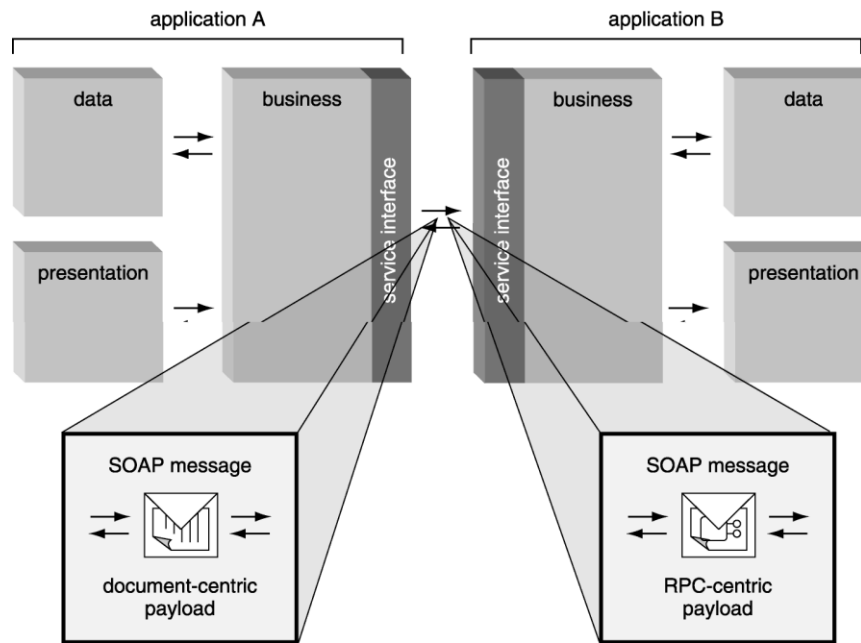 application A
application B
data
business
service interface
service interface
business
data
presentation
presentation
SOAP message
document-centric
payload
SOAP message
RPC-centric
payload